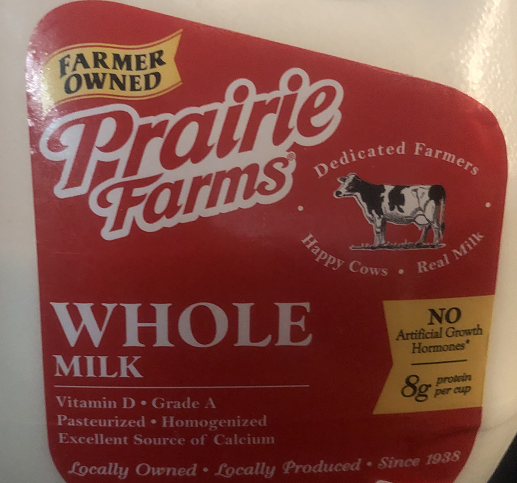 FARMER
OWNED
Prairie
Farms®
Dedicated Farmers
Happy Cows • Real Milk
WHOLE
MILK
NO
Artificial Growth
Hormones*
8g protein
per cup
Vitamin D • Grade A
Pasteurized • Homogenized
Excellent Source of Calcium
Locally Owned • Locally Produced • Since 1938